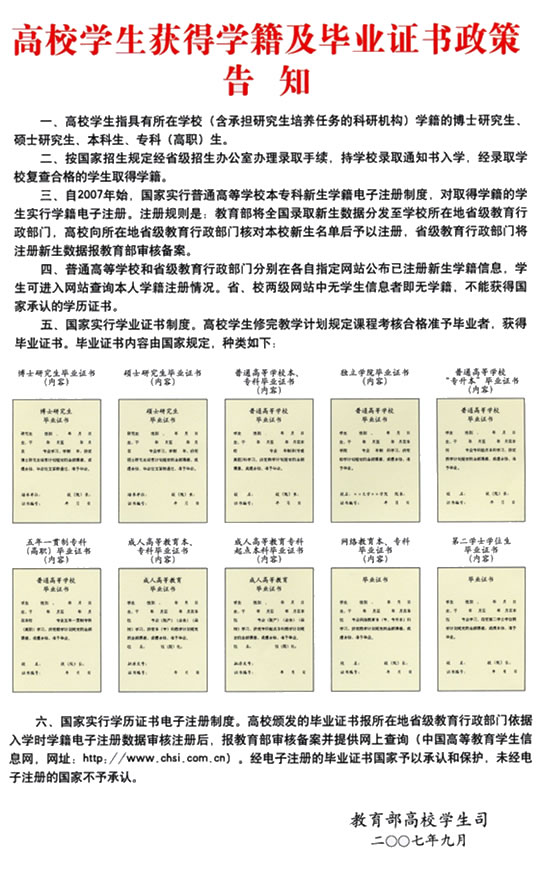 高校学生获得学籍及毕业证书政策
告 知
一、高校学生指具有所在学校（含承担研究生培养任务的科研机构）学籍的博士研究生、
硕士研究生、本科生、专科（高职）生。
二、按国家招生规定经省级招生办公室办理录取手续，持学校录取通知书入学，经录取学
校复查合格的学生取得学籍。
三、自2007年始，国家实行普通高等学校本专科新生学籍电子注册制度，对取得学籍的学
生实行学籍电子注册。注册规则是：教育部将全国录取新生数据分发至学校所在地省级教育行
政部门，高校向所在地省级教育行政部门核对本校新生名单后予以注册，省级教育行政部门将
注册新生数据报教育部审核备案。
四、普通高等学校和省级教育行政部门分别在各自指定网站公布已注册新生学籍信息，学
生可进入网站查询本人学籍注册情况。省、校两级网站中无学生信息者即无学籍，不能获得国
家承认的学历证书。
五、国家实行学业证书制度。高校学生修完教学计划规定课程考核合格准予毕业者，获得
毕业证书。毕业证书内容由国家规定，种类如下：
博士研究生毕业证书
（内容）
硕士研究生毕业证书
（内容）
普通高等学校本、
专科毕业证书
（内容）
独立学院毕业证书
（内容）
普通高等学校
“专升本”毕业证书
（内容）
博士研究生
毕业证书
硕士研究生
毕业证书
普通高等学校
毕业证书
普通高等学校
毕业证书
普通高等学校
毕业证书
五年一贯制专科
（高职）毕业证书
（内容）
成人高等教育本、
专科毕业证书
（内容）
成人高等教育专科
起点本科毕业证书
（内容）
网络教育本、专科
毕业证书
（内容）
第二学士学位生
毕业证书
（内容）
普通高等学校
毕业证书
成人高等教育
毕业证书
成人高等教育
毕业证书
毕业证书
毕业证书
六、国家实行学历证书电子注册制度。高校颁发的毕业证书报所在地省级教育行政部门依据
入学时学籍电子注册数据审核注册后，报教育部审核备案并提供网上查询（中国高等教育学生信
息网，网址：http://www.chsi.com.cn）。经电子注册的毕业证书国家予以承认和保护，未经电
子注册的国家不予承认。
教育部高校学生司
二〇〇七年九月